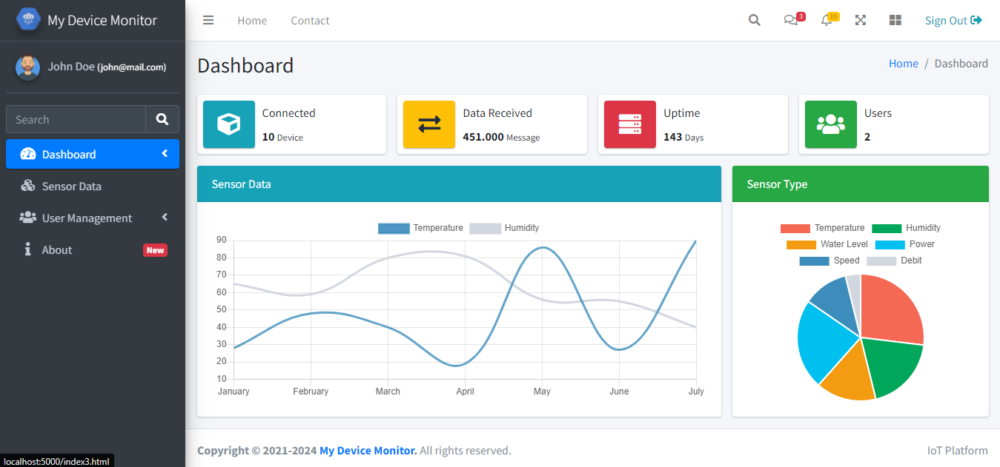 My Device Monitor
Home Contact
3 15
Sign Out
John Doe (john@mail.com)
Search
Dashboard
Sensor Data
User Management
About New
Dashboard
Home / Dashboard
Connected
10 Device
Data Received
451.000 Message
Uptime
143 Days
Users
2
Sensor Data
Temperature Humidity
90
80
70
60
50
40
30
20
10
January February March April May June July
Sensor Type
Temperature Humidity
Water Level Power
Speed Debit
Copyright © 2021-2024 My Device Monitor. All rights reserved.
IoT Platform
localhost:5000/index3.html